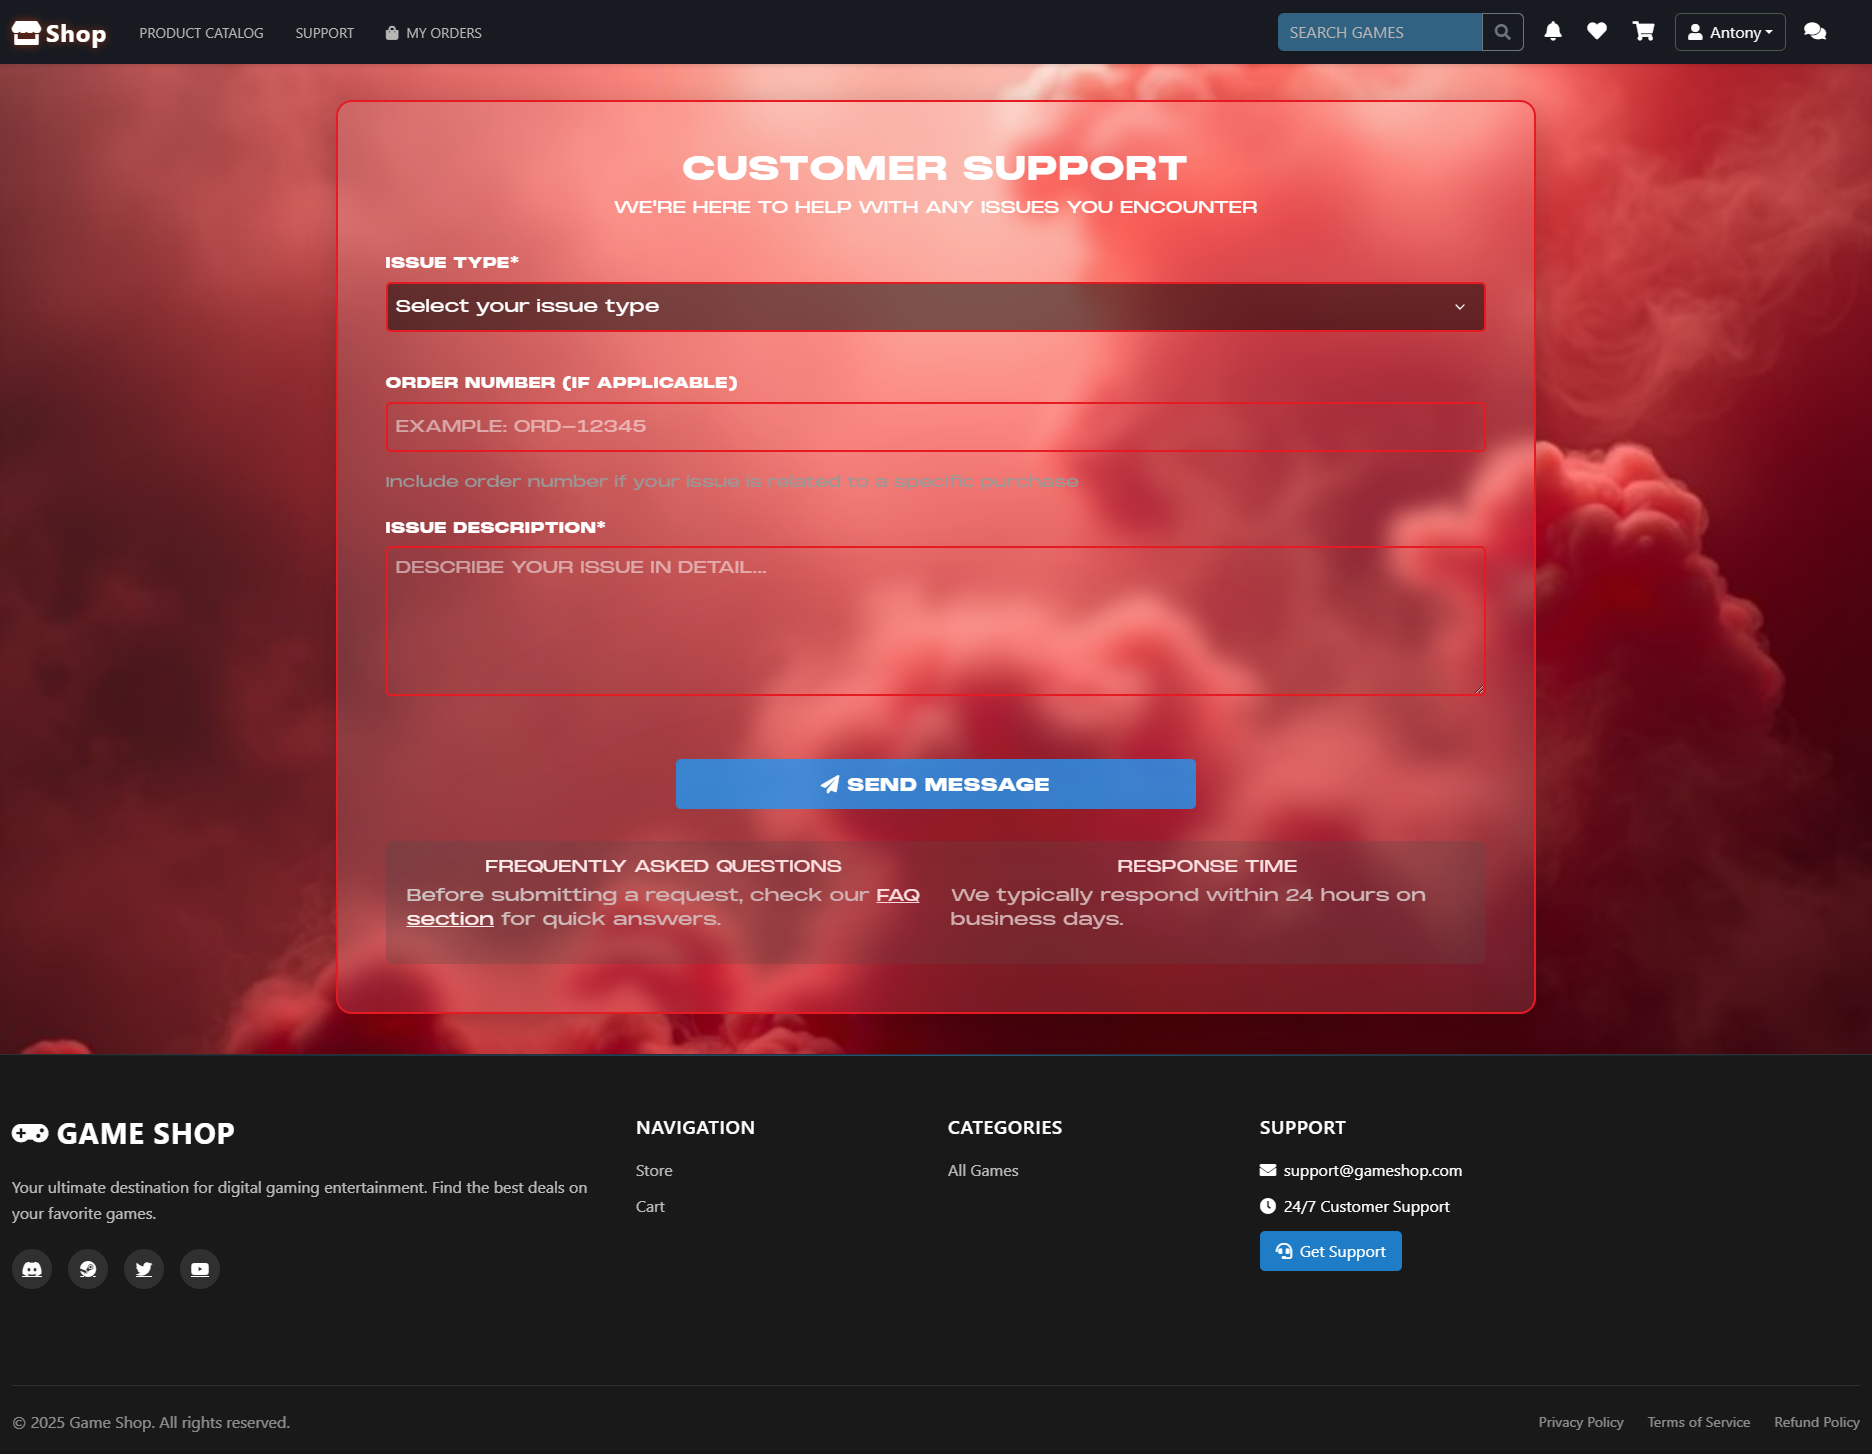 Shop
PRODUCT CATALOG
SUPPORT
MY ORDERS
SEARCH GAMES
Antony
CUSTOMER SUPPORT
WE'RE HERE TO HELP WITH ANY ISSUES YOU ENCOUNTER
ISSUE TYPE*
Select your issue type
ORDER NUMBER (IF APPLICABLE)
EXAMPLE: ORD-12345
Include order number if your issue is related to a specific purchase
ISSUE DESCRIPTION*
DESCRIBE YOUR ISSUE IN DETAIL...
SEND MESSAGE
FREQUENTLY ASKED QUESTIONS
Before submitting a request, check our FAQ
section for quick answers.
RESPONSE TIME
We typically respond within 24 hours on
business days.
GAME SHOP
Your ultimate destination for digital gaming entertainment. Find the best deals on
your favorite games.
NAVIGATION
Store
Cart
CATEGORIES
All Games
SUPPORT
support@gameshop.com
24/7 Customer Support
Get Support
© 2025 Game Shop. All rights reserved.
Privacy Policy
Terms of Service
Refund Policy